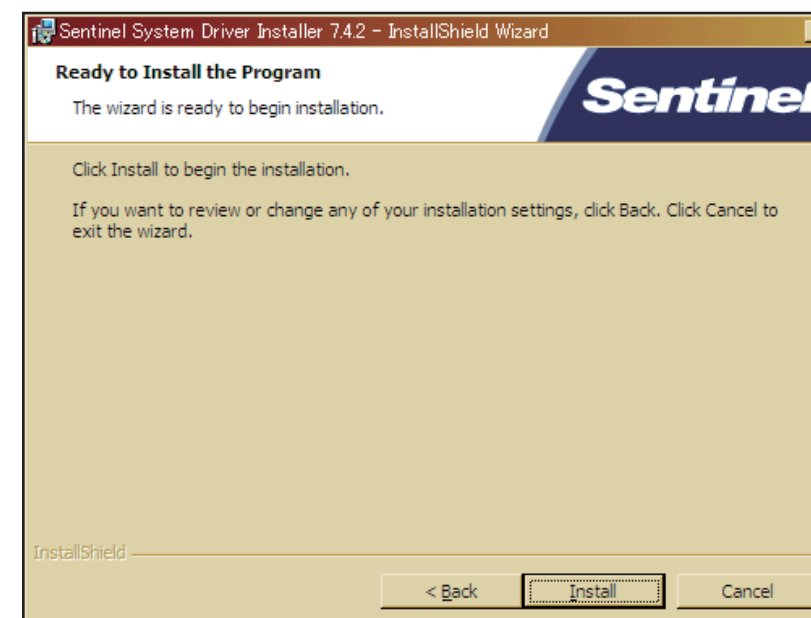 Sentinel System Driver Installer 7.4.2 - InstallShield Wizard
Ready to Install the Program
The wizard is ready to begin installation.
Sentinel
Click Install to begin the installation.
If you want to review or change any of your installation settings, click Back. Click Cancel to
exit the wizard.
InstallShield
< Back
Install
Cancel